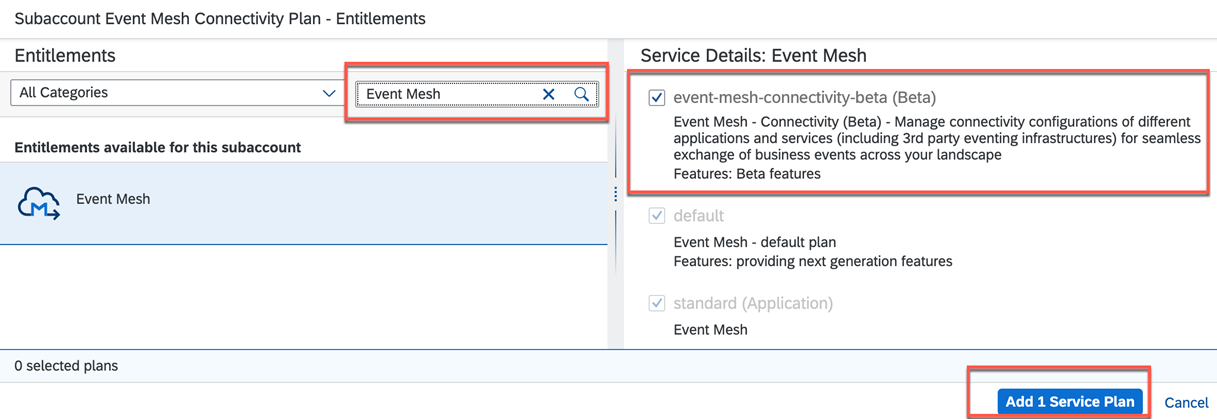 Subaccount Event Mesh Connectivity Plan - Entitlements
Entitlements
All Categories
Event Mesh
Entitlements available for this subaccount
Event Mesh
Service Details: Event Mesh
event-mesh-connectivity-beta (Beta)
Event Mesh - Connectivity (Beta) - Manage connectivity configurations of different
applications and services (including 3rd party eventing infrastructures) for seamless
exchange of business events across your landscape
Features: Beta features
default
Event Mesh - default plan
Features: providing next generation features
standard (Application)
Event Mesh
0 selected plans
Add 1 Service Plan
Cancel